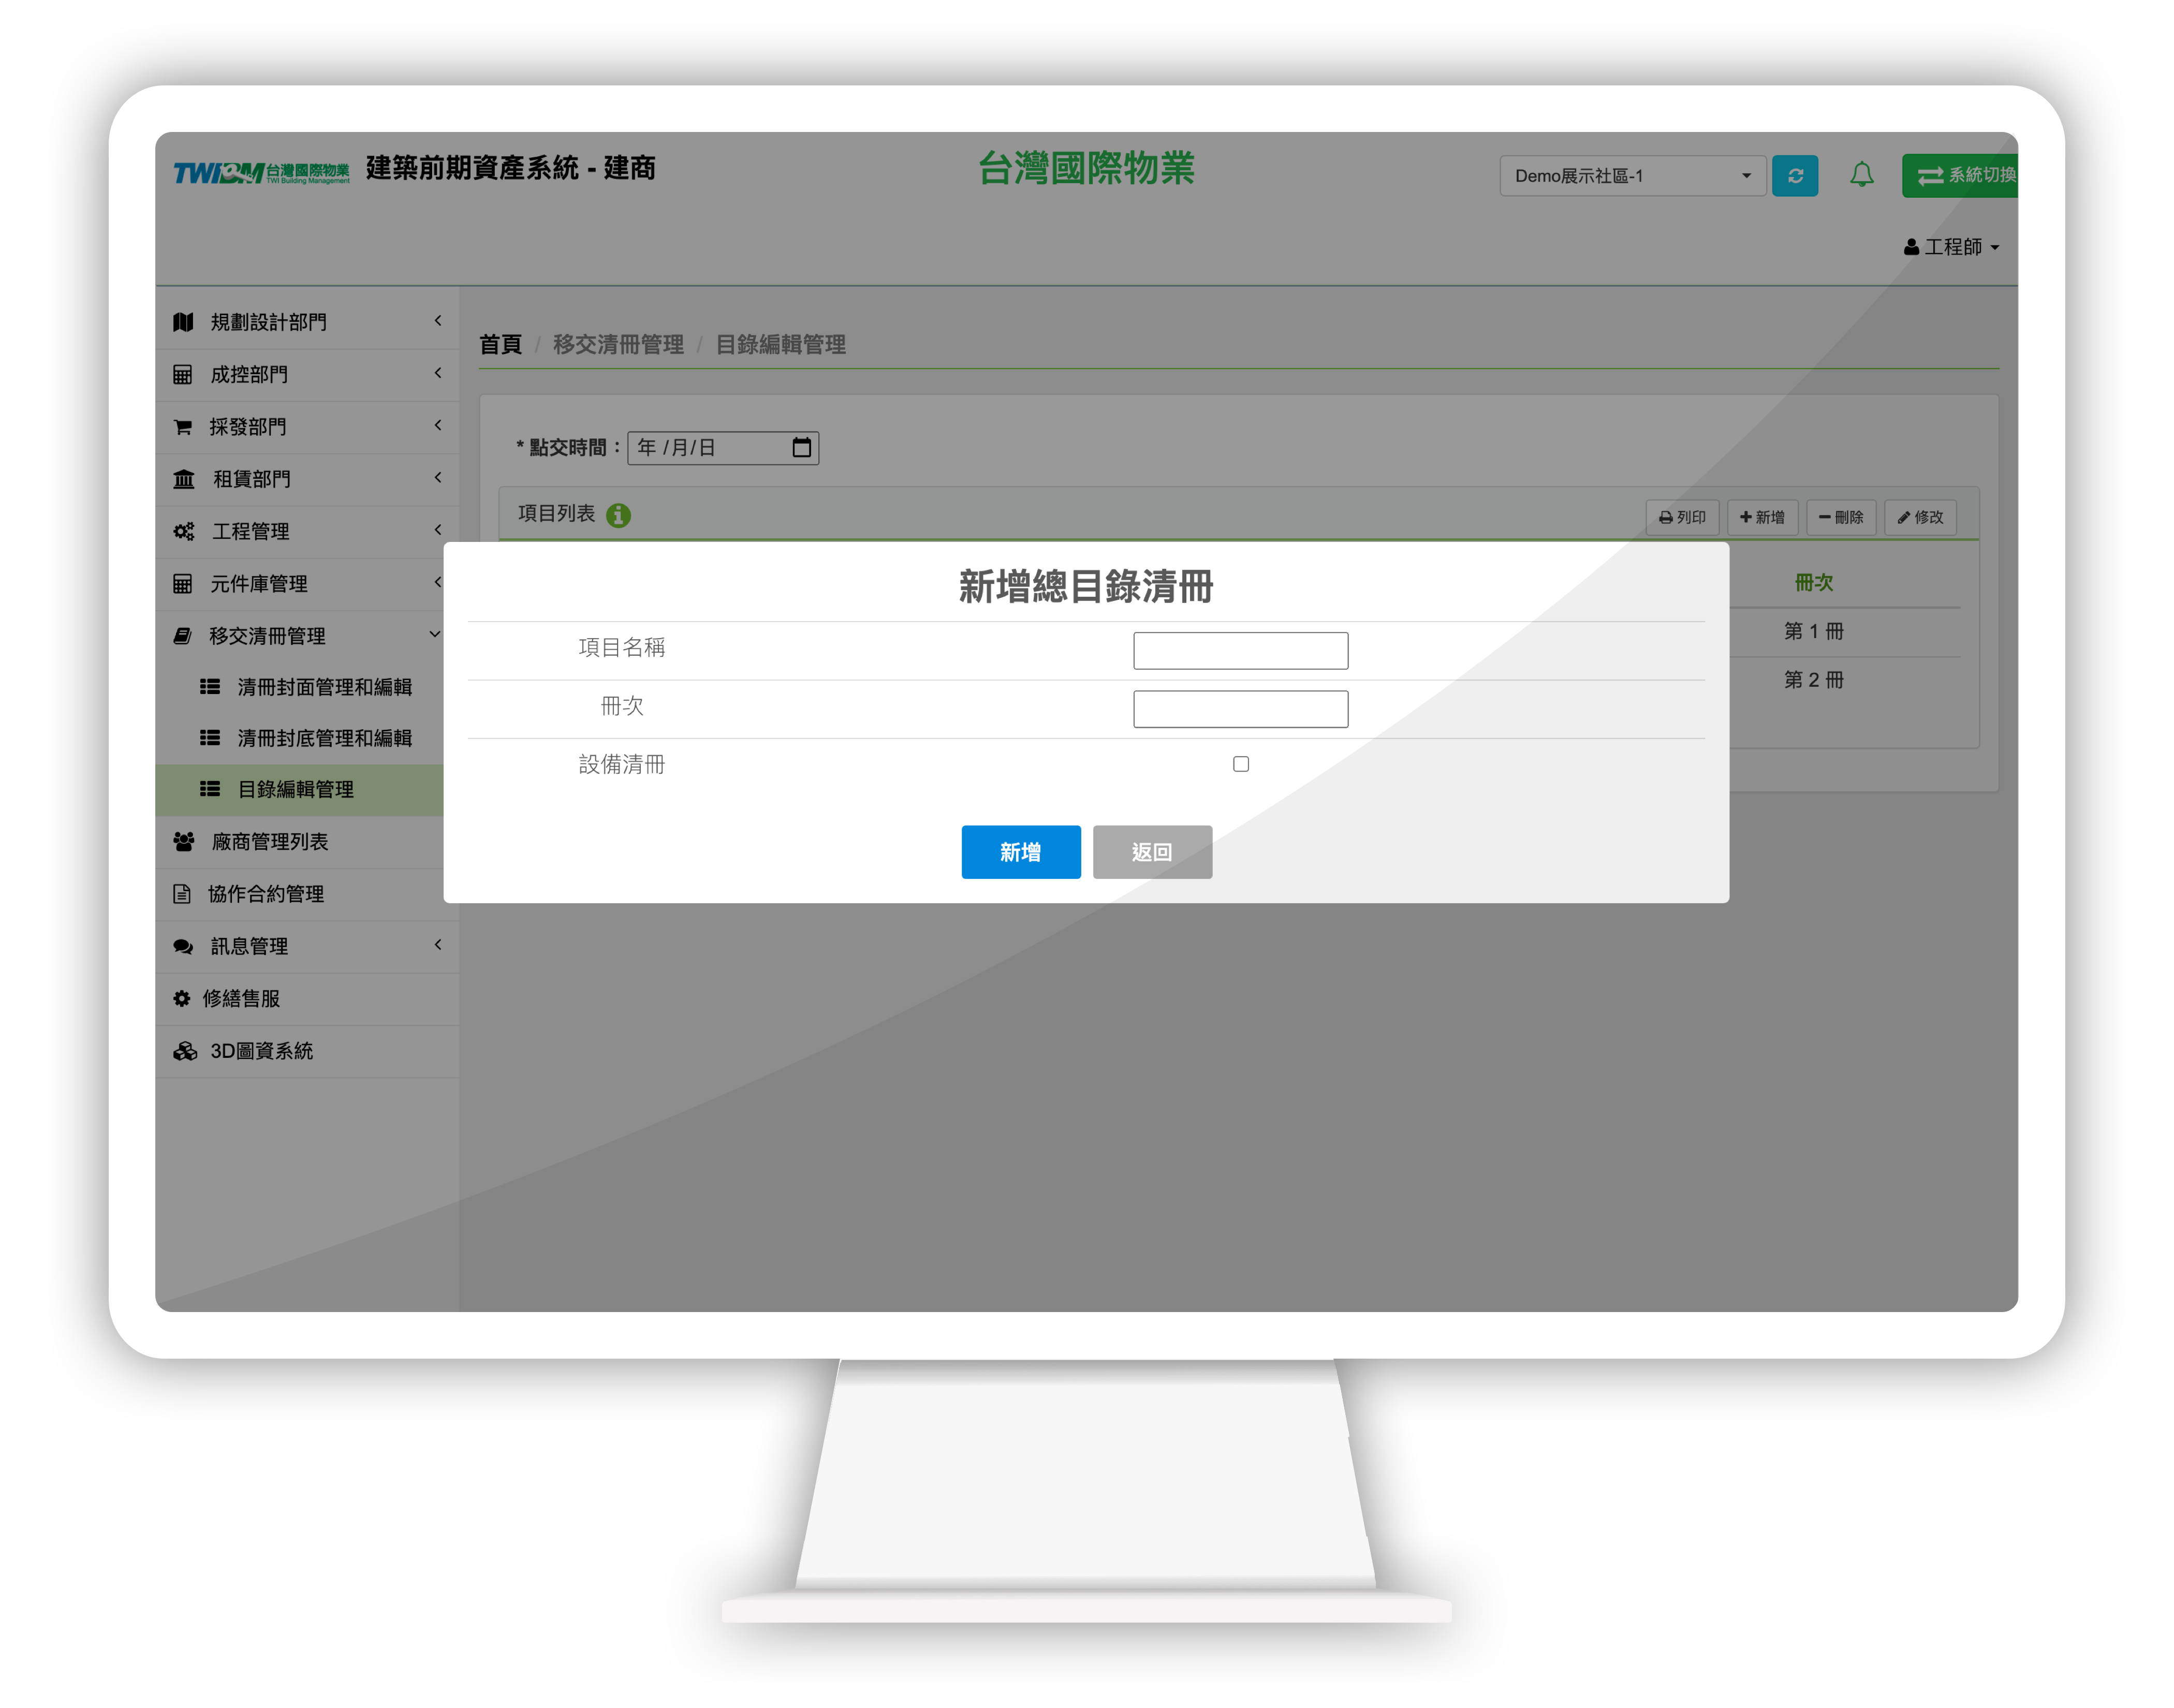 TWIBM 台灣國際物業 TWI Building Management 建築前期資產系統 - 建商
台灣國際物業
Demo展示社區-1
系統切換
工程師
規劃設計部門
成控部門
採發部門
租賃部門
工程管理
元件庫管理
移交清冊管理
清冊封面管理和編輯
清冊封底管理和編輯
目錄編輯管理
廠商管理列表
協作合約管理
訊息管理
修繕售服
3D圖資系統
首頁 / 移交清冊管理 / 目錄編輯管理
* 點交時間：年 /月/日
項目列表
列印 新增 刪除 修改
冊次
第 1 冊
第 2 冊
新增總目錄清冊
項目名稱
冊次
設備清冊
新增 返回